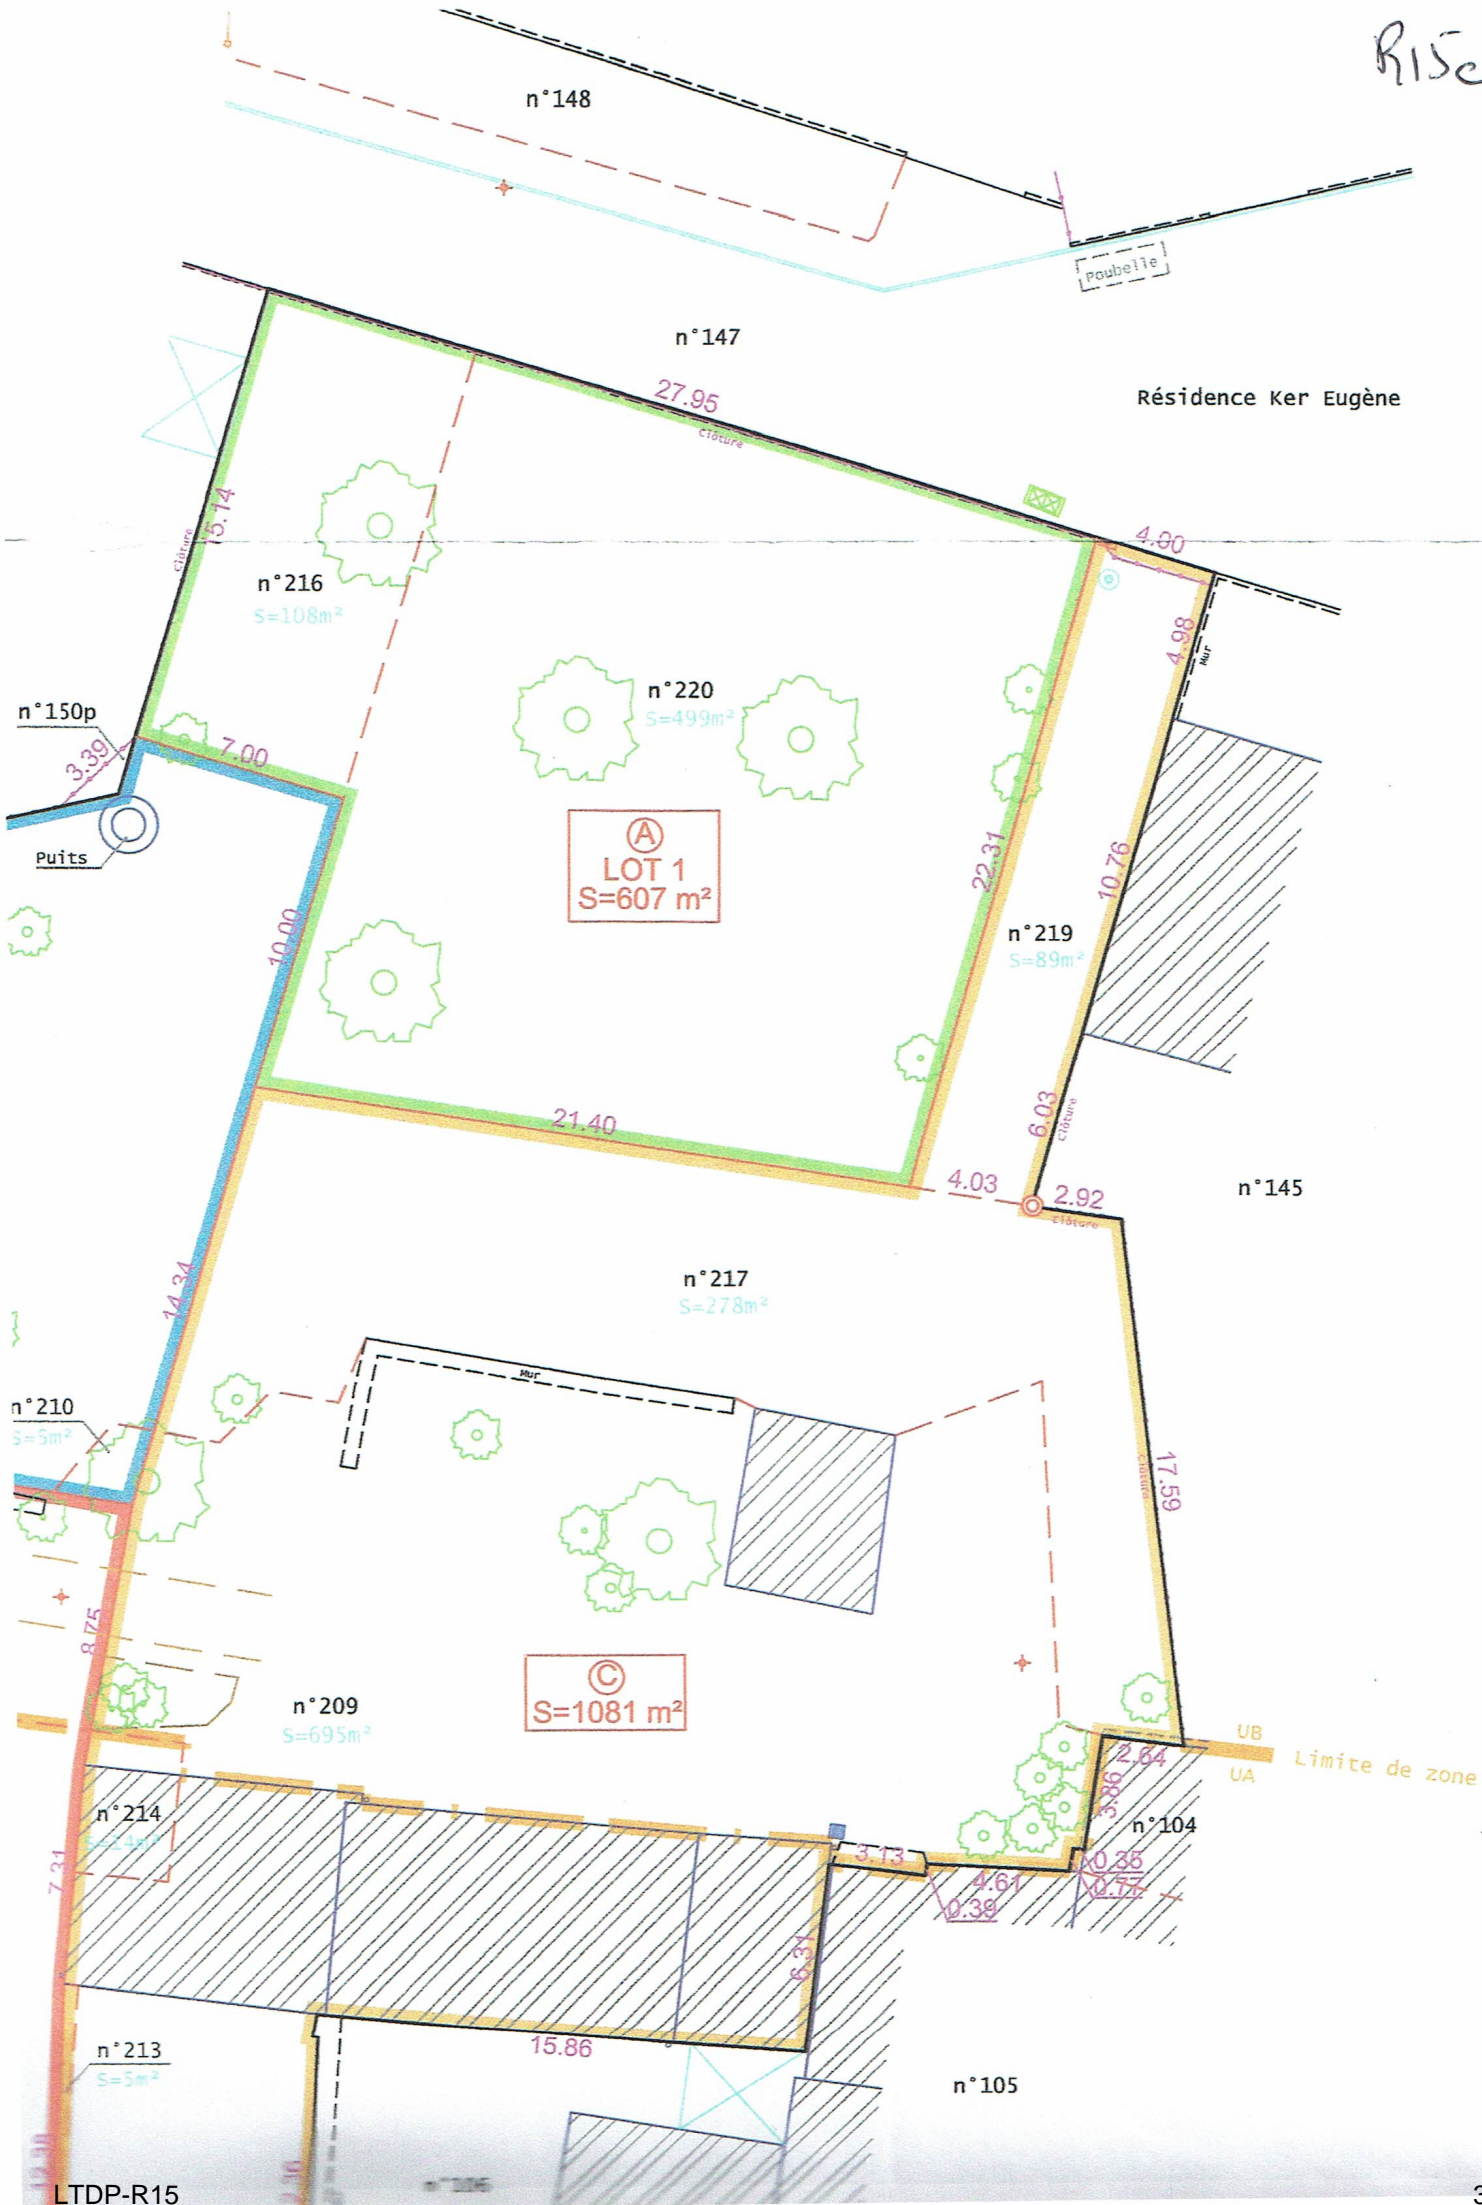 R15c
n°148
Poubelle
n°147
27.95
Clôture
Résidence Ker Eugène
4.00
15.14
Clôture
n°216
S=108m²
4.98
Mur
n°220
S=499m²
n°150p
3.39
7.00
A
LOT 1
S=607 m²
Puits
22.31
10.76
10.00
n°219
S=89m²
21.40
6.03
Clôture
4.03
2.92
Clôture
n°145
n°217
S=278m²
14.34
Mur
n°210
S=5m²
17.59
Clôture
8.75
C
S=1081 m²
n°209
S=695m²
UB
Limite de zone
UA
2.64
3.86
n°104
n°214
S=14m²
3.13
0.35
4.61
0.77
0.39
7.31
6.31
15.86
n°213
S=5m²
n°105
n°106
LTDP-R15